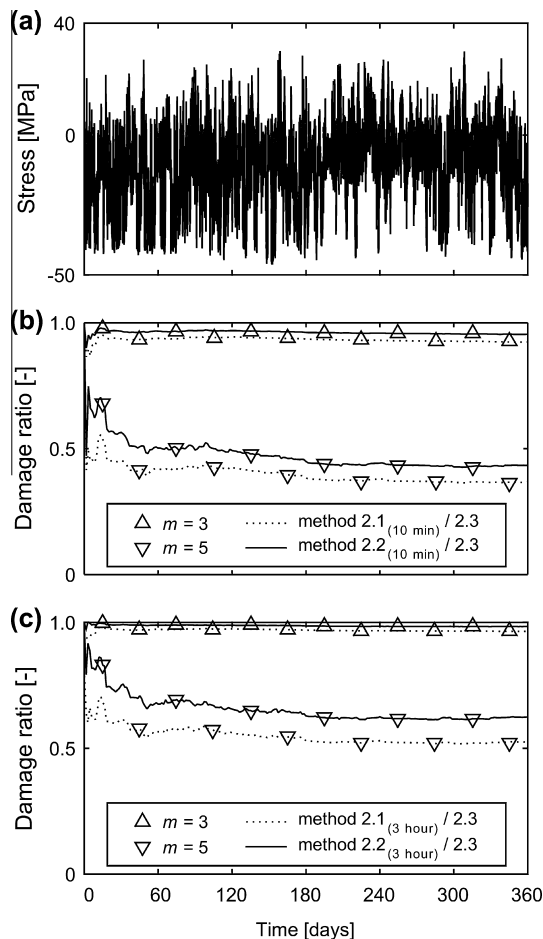 (a)
40
0
-50
Stress [MPa]
(b)
1.0
0.5
0
Damage ratio [-]
m = 3
m = 5
method 2.1(10 min) / 2.3
method 2.2(10 min) / 2.3
(c)
1.0
0.5
0
Damage ratio [-]
m = 3
m = 5
method 2.1(3 hour) / 2.3
method 2.2(3 hour) / 2.3
0 60 120 180 240 300 360
Time [days]